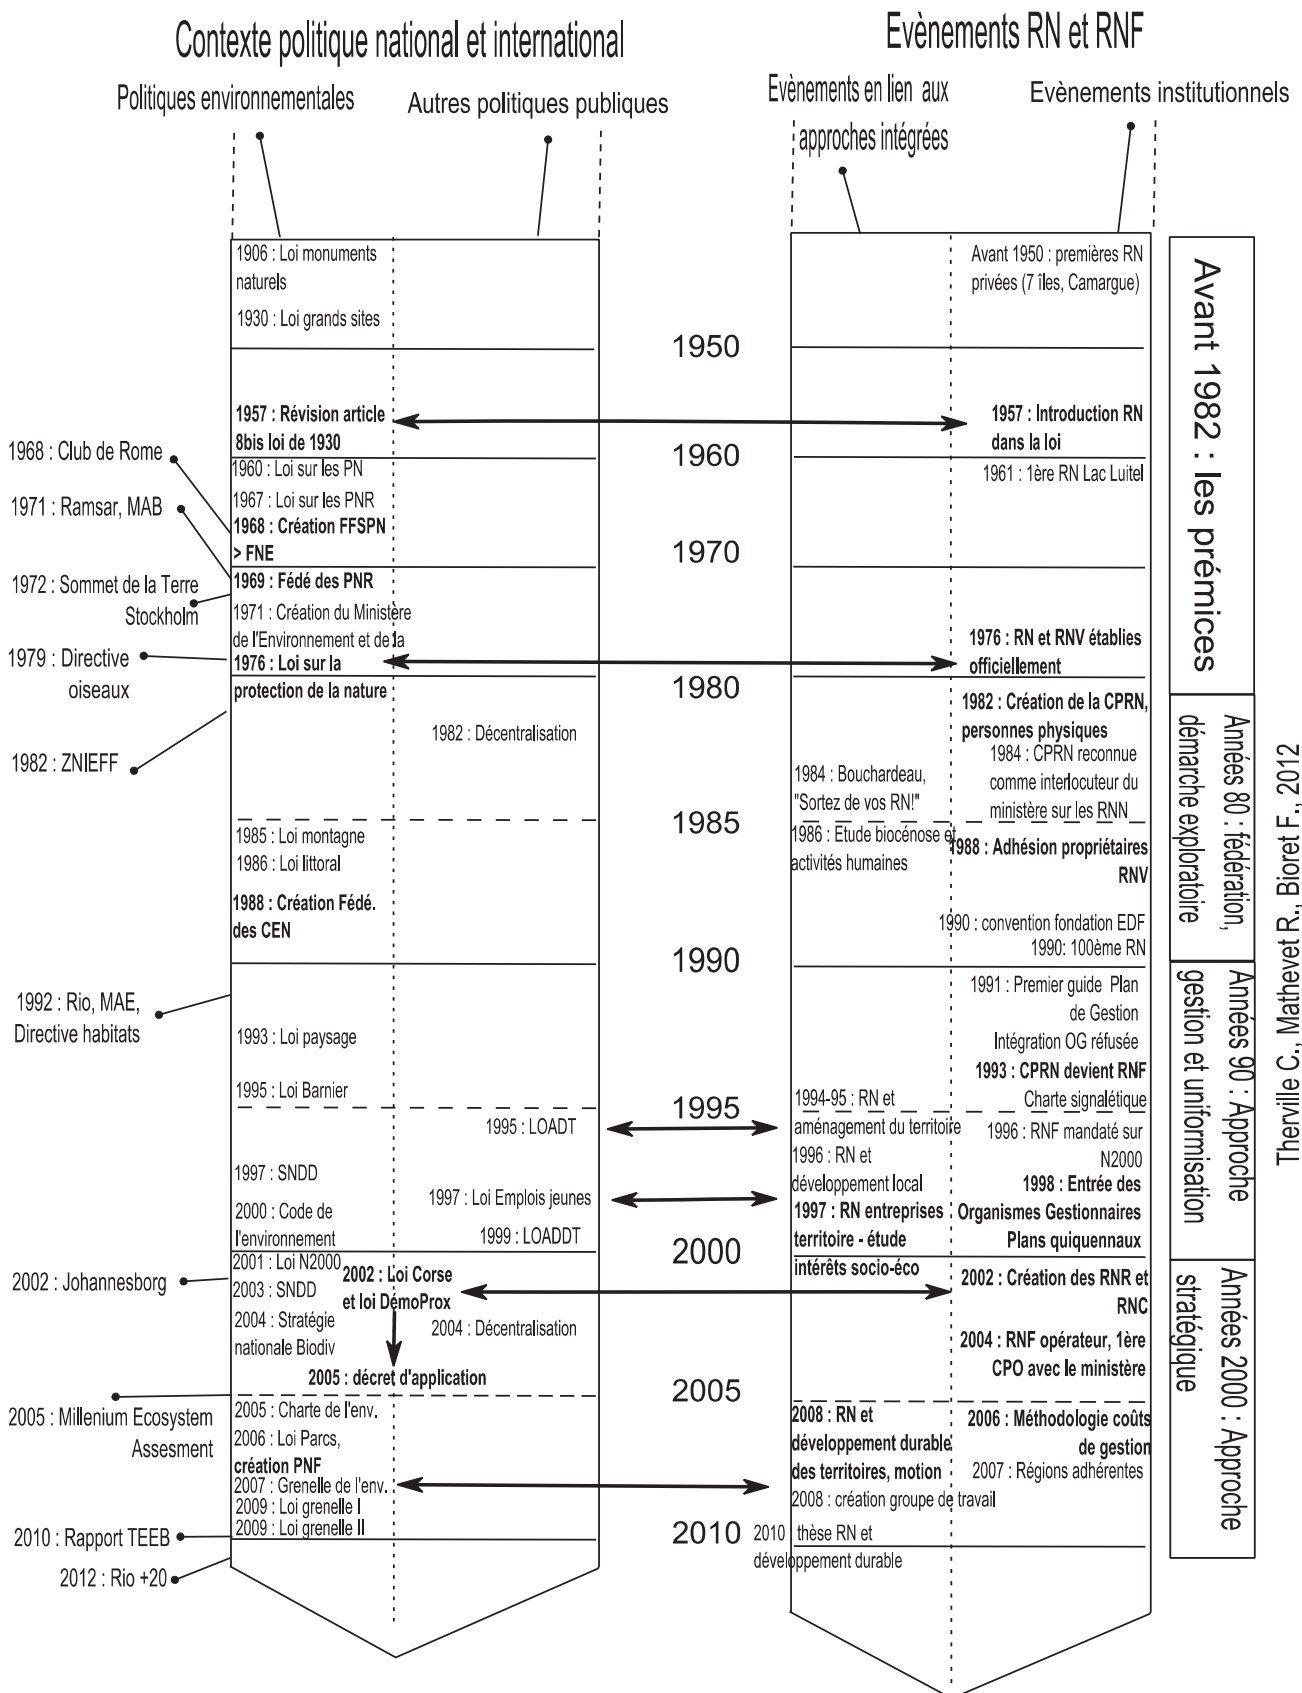 Contexte politique national et international
Evènements RN et RNF
Politiques environnementales
Autres politiques publiques
Evènements en lien aux
approches intégrées
Evènements institutionnels
1906 : Loi monuments
naturels
1930 : Loi grands sites
1957 : Révision article
8bis loi de 1930
1960 : Loi sur les PN
1967 : Loi sur les PNR
1968 : Création FFSPN
> FNE
1969 : Fédé des PNR
1971 : Création du Ministère
de l'Environnement et de la
1976 : Loi sur la
protection de la nature
1985 : Loi montagne
1986 : Loi littoral
1988 : Création Fédé.
des CEN
1993 : Loi paysage
1995 : Loi Barnier
1997 : SNDD
2000 : Code de
l'environnement
2001 : Loi N2000
2003 : SNDD
2004 : Stratégie
nationale Biodiv
2005 : Charte de l'env.
2006 : Loi Parcs,
création PNF
2007 : Grenelle de l'env.
2009 : Loi grenelle I
2009 : Loi grenelle II
1968 : Club de Rome
1971 : Ramsar, MAB
1972 : Sommet de la Terre
Stockholm
1979 : Directive
oiseaux
1982 : ZNIEFF
1992 : Rio, MAE,
Directive habitats
2002 : Johannesborg
2005 : Millenium Ecosystem
Assesment
2010 : Rapport TEEB
2012 : Rio +20
1982 : Décentralisation
1995 : LOADT
1997 : Loi Emplois jeunes
1999 : LOADDT
2002 : Loi Corse
et loi DémoProx
2004 : Décentralisation
2005 : décret d'application
1950
1960
1970
1980
1985
1990
1995
2000
2005
2010
1984 : Bouchardeau,
"Sortez de vos RN!"
1986 : Etude biocénose et
activités humaines
1994-95 : RN et
aménagement du territoire
1996 : RN et
développement local
1997 : RN entreprises
territoire - étude
intérêts socio-éco
2008 : RN et
développement durable
des territoires, motion
2008 : création groupe de travail
2010 : thèse RN et
développement durable
Avant 1950 : premières RN
privées (7 îles, Camargue)
1957 : Introduction RN
dans la loi
1961 : 1ère RN Lac Luitel
1976 : RN et RNV établies
officiellement
1982 : Création de la CPRN,
personnes physiques
1984 : CPRN reconnue
comme interlocuteur du
ministère sur les RNN
1988 : Adhésion propriétaires
RNV
1990 : convention fondation EDF
1990: 100ème RN
1991 : Premier guide Plan
de Gestion
Intégration OG réfusée
1993 : CPRN devient RNF
Charte signalétique
1996 : RNF mandaté sur
N2000
1998 : Entrée des
Organismes Gestionnaires
Plans quiquennaux
2002 : Création des RNR et
RNC
2004 : RNF opérateur, 1ère
CPO avec le ministère
2006 : Méthodologie coûts
de gestion
2007 : Régions adhérentes
Avant 1982 : les prémices
Années 80 : fédération,
démarche exploratoire
Années 90 : Approche
gestion et uniformisation
Années 2000 : Approche
stratégique
Therville C., Mathevet R., Bioret F., 2012